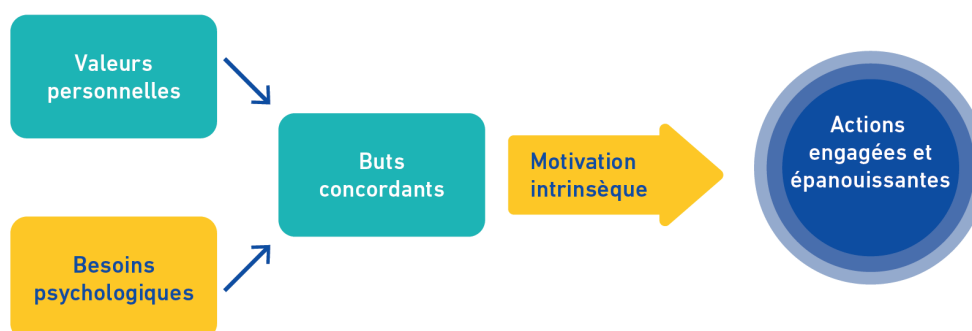 Valeurs
personnelles
Besoins
psychologiques
Buts
concordants
Motivation
intrinsèque
Actions
engagées et
épanouissantes